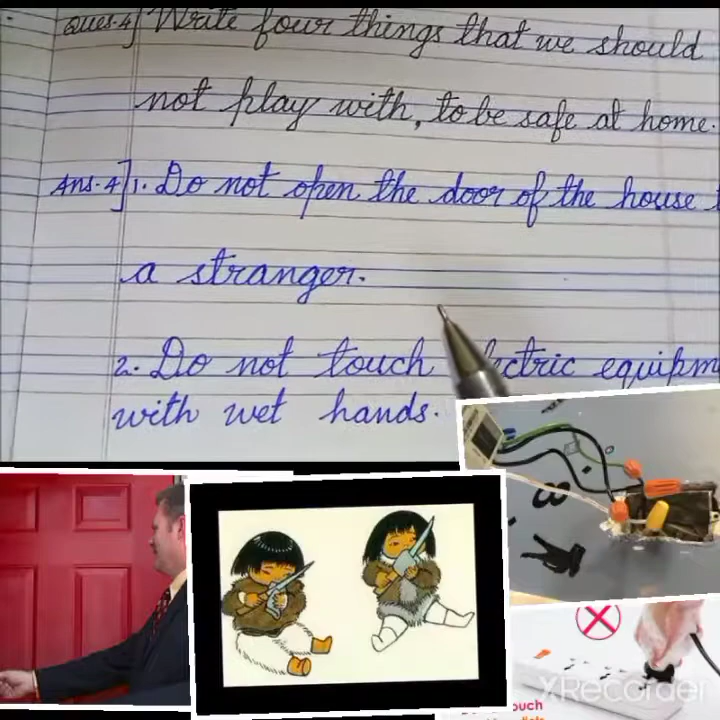 Ques.4] Write four things that we should
not play with, to be safe at home.
Ans.4] 1. Do not open the door of the house
a stranger.
2. Do not touch
with wet hands.
XRecorder